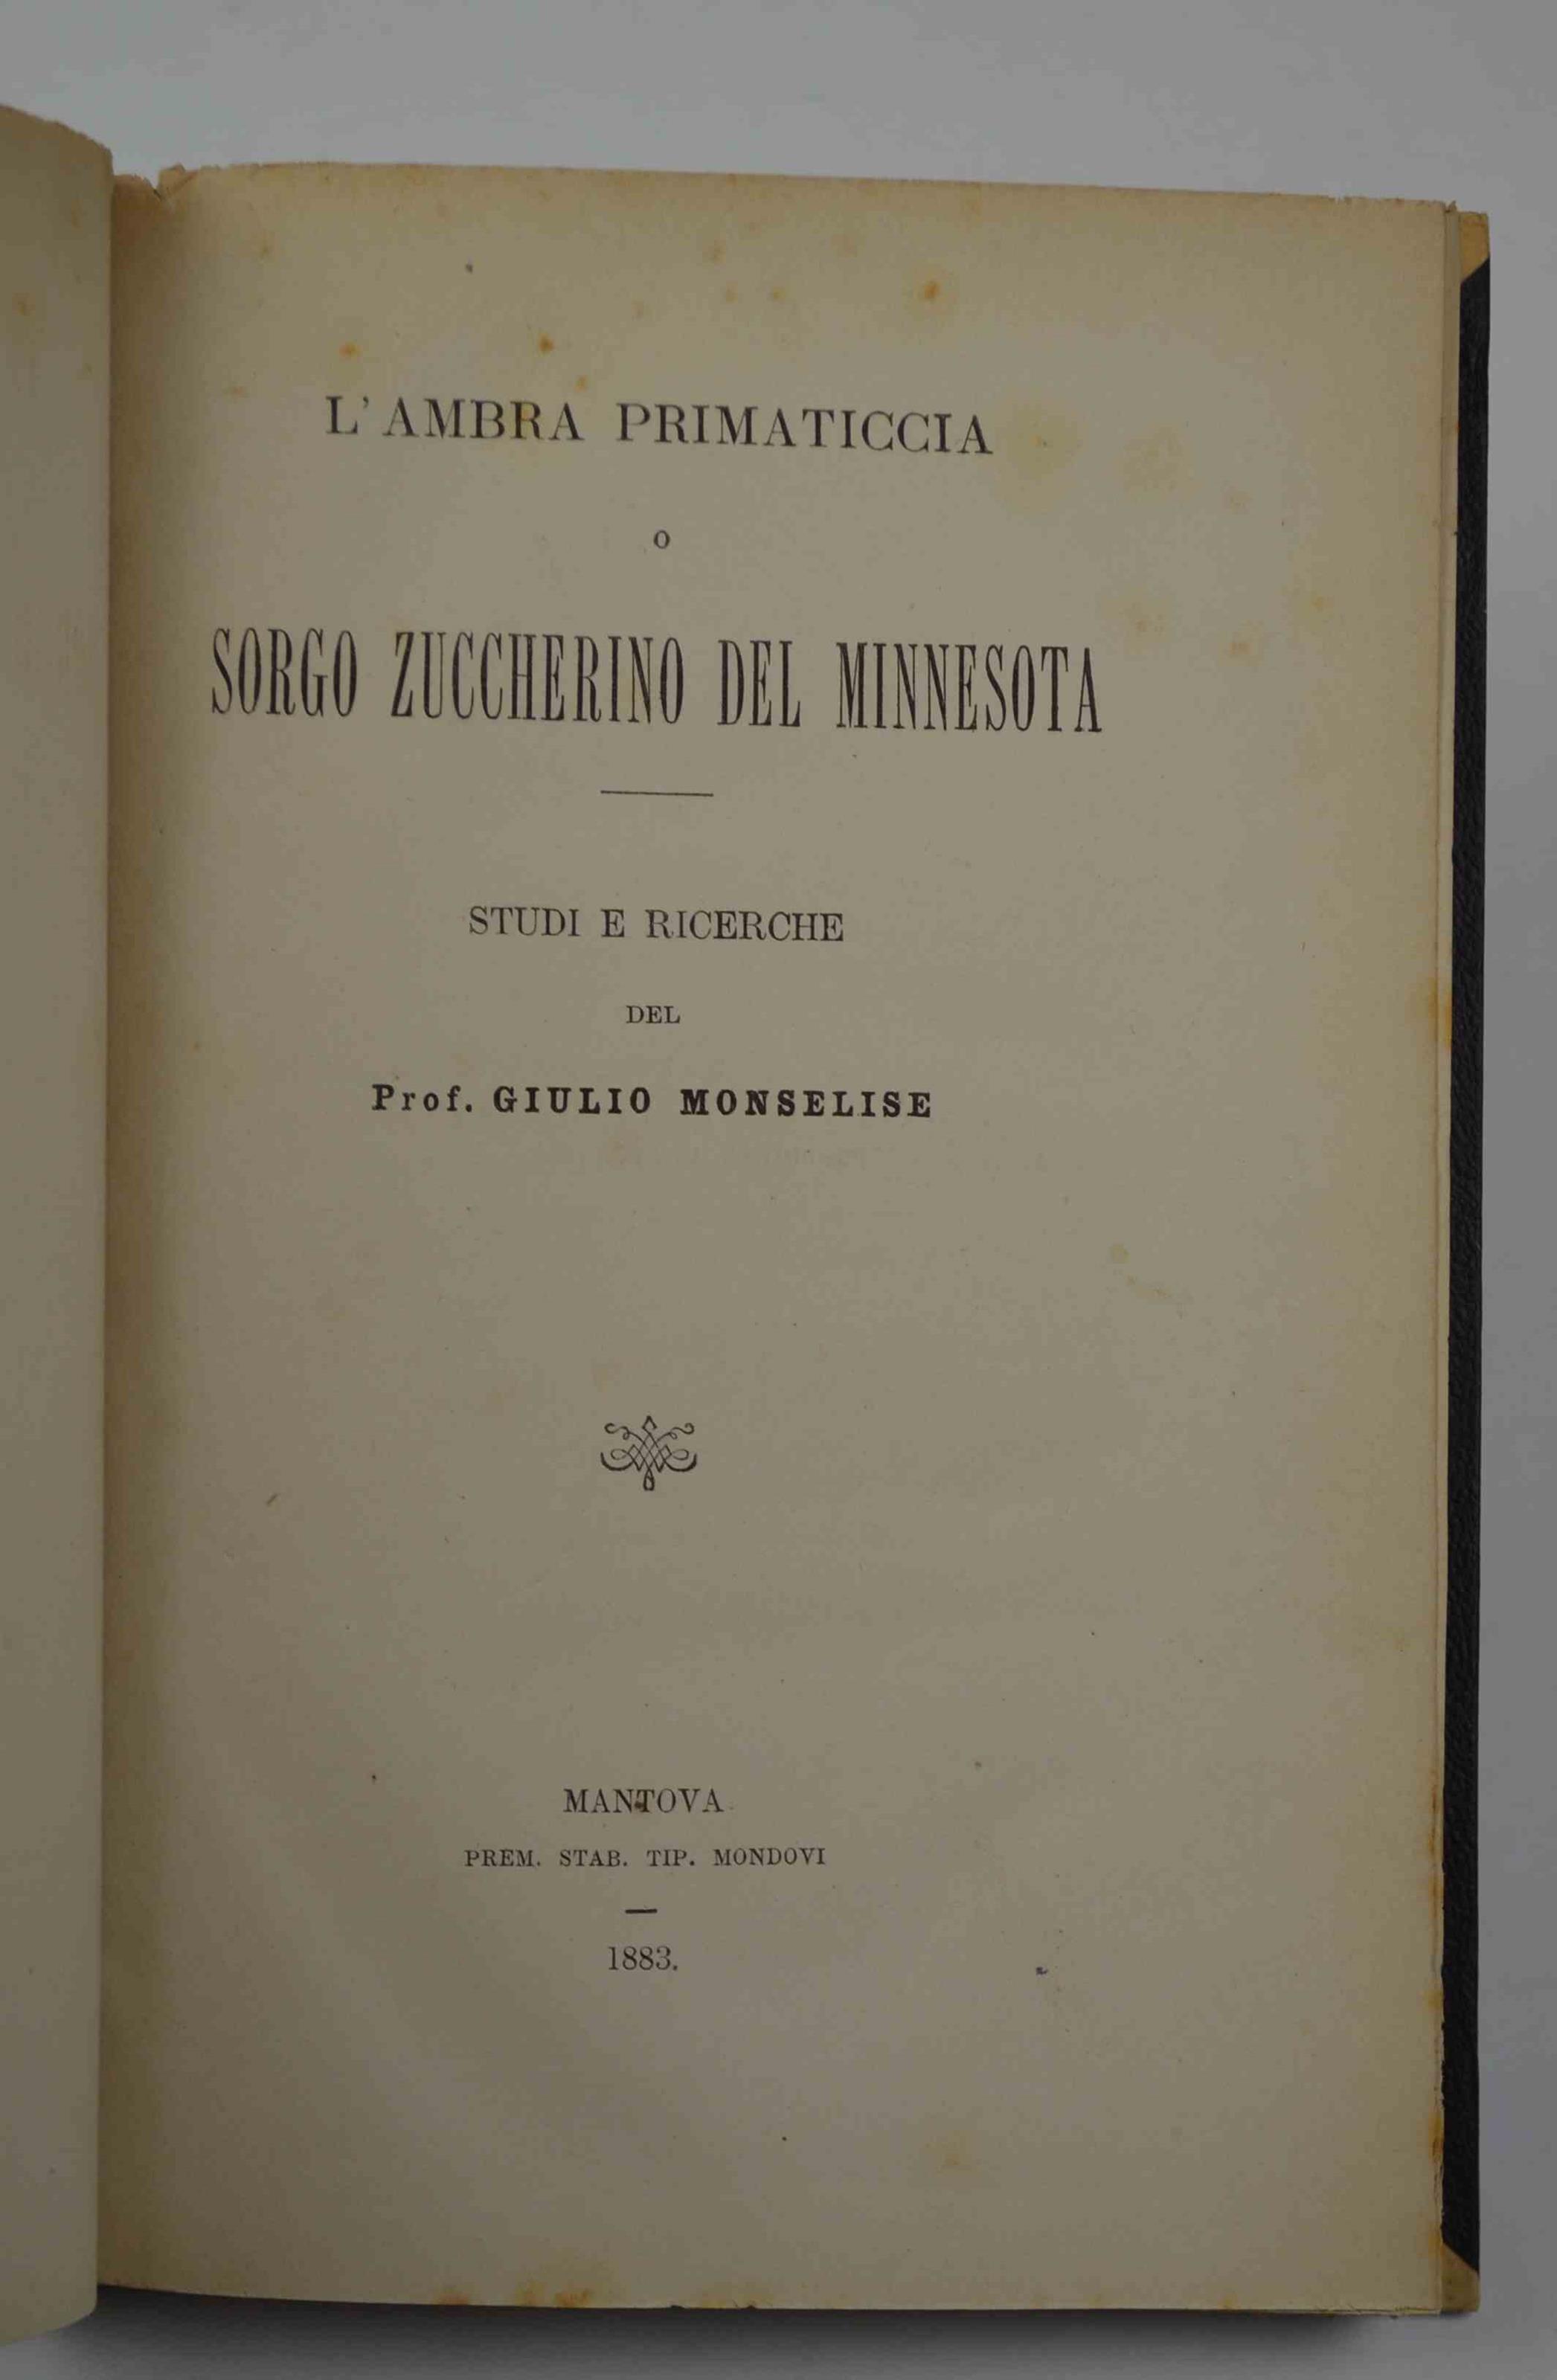 L'AMBRA PRIMATICCIA
O
SORGO ZUCCHERINO DEL MINNESOTA
STUDI E RICERCHE
DEL
Prof. GIULIO MONSELISE
MANTOVA
PREM. STAB. TIP. MONDOVI
1883.